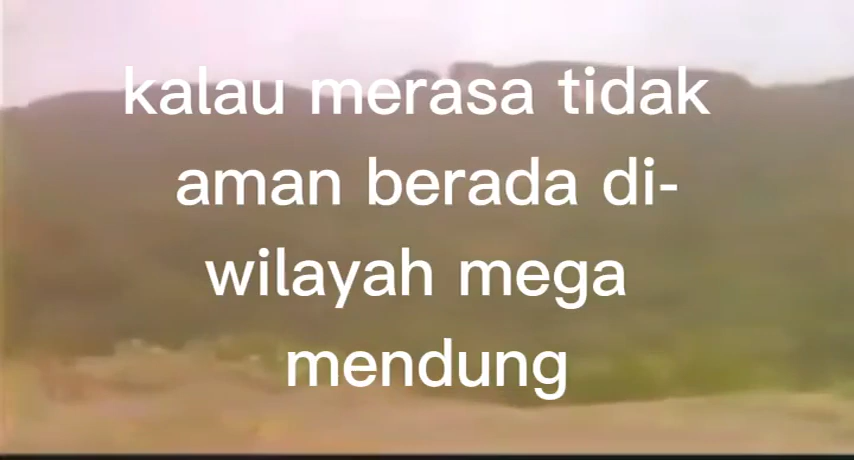 kalau merasa tidak
aman berada di-
wilayah mega
mendung